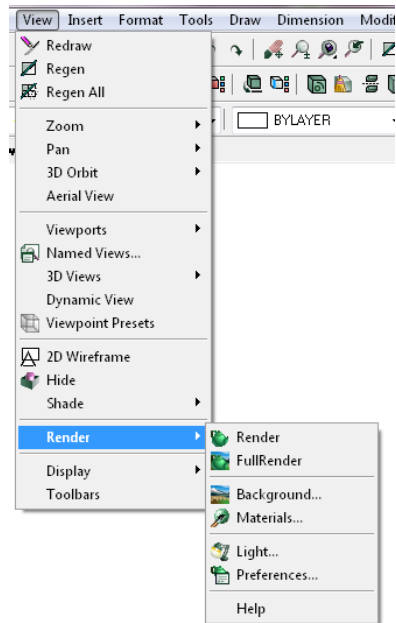 View Insert Format Tools Draw Dimension Modif
Redraw
Regen
Regen All
BYLAYER
Zoom
Pan
3D Orbit
Aerial View
Viewports
Named Views...
3D Views
Dynamic View
Viewpoint Presets
2D Wireframe
Hide
Shade
Render
Display
Toolbars
Render
FullRender
Background...
Materials...
Light...
Preferences...
Help